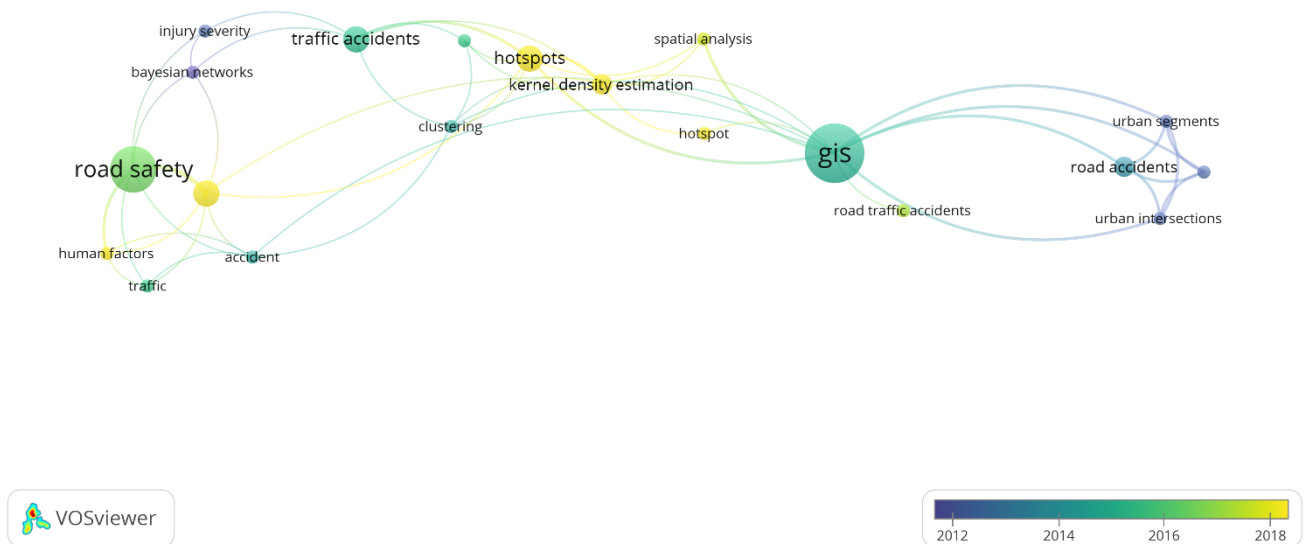 injury severity
traffic accidents
spatial analysis
hotspots
bayesian networks
kernel density estimation
clustering
hotspot
urban segments
gis
road safety
road accidents
road traffic accidents
urban intersections
human factors
accident
traffic
VOSviewer
2012 2014 2016 2018